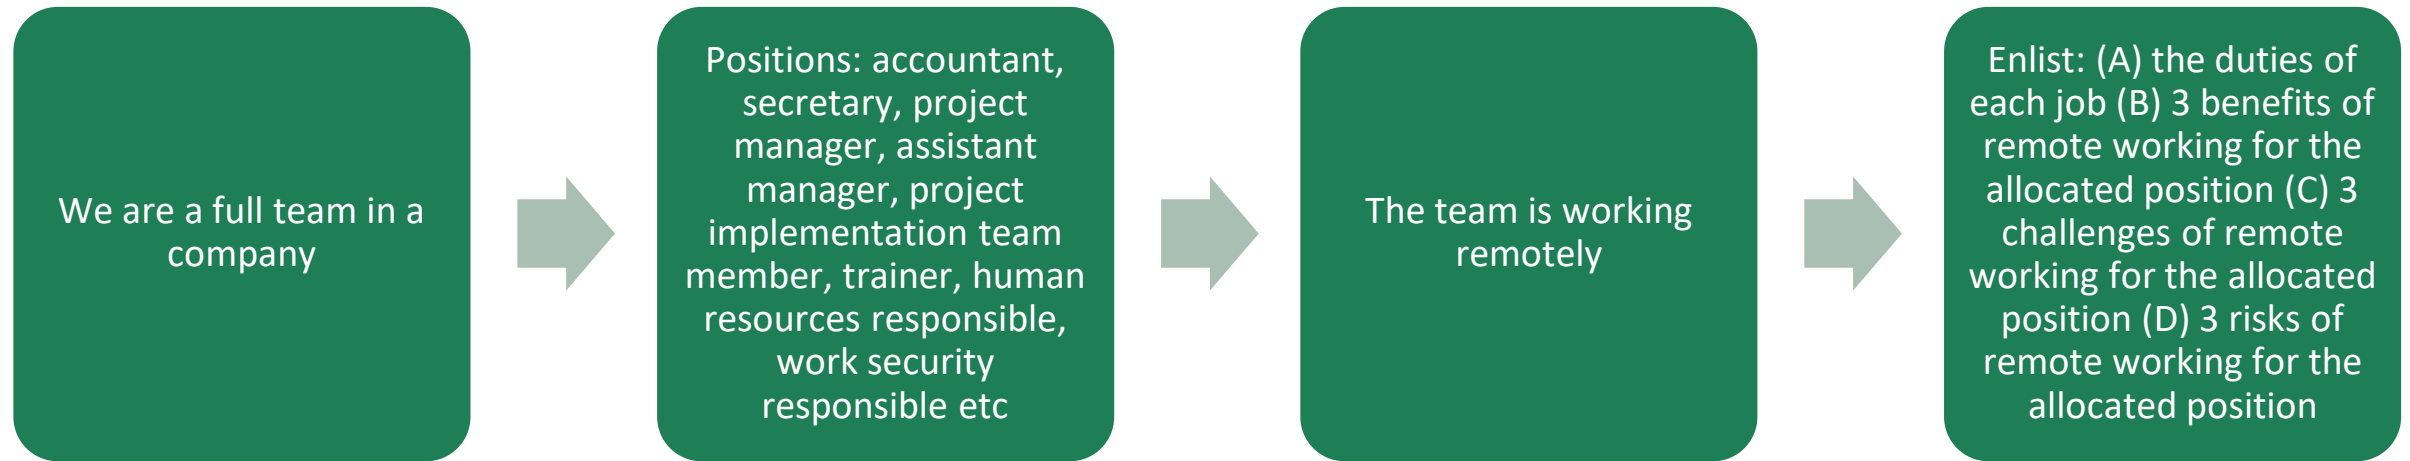 We are a full team in a
company
Positions: accountant,
secretary, project
manager, assistant
manager, project
implementation team
member, trainer, human
resources responsible,
work security
responsible etc
The team is working
remotely
Enlist: (A) the duties of
each job (B) 3 benefits of
remote working for the
allocated position (C) 3
challenges of remote
working for the allocated
position (D) 3 risks of
remote working for the
allocated position